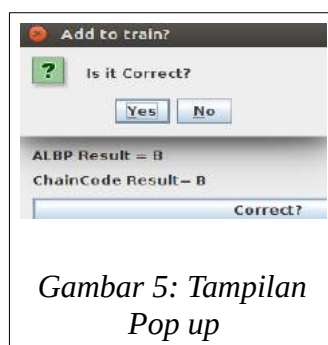 Add to train?
Is it Correct?
Yes No
ALBP Result = B
ChainCode Result= B
Correct?
Gambar 5: Tampilan
Pop up